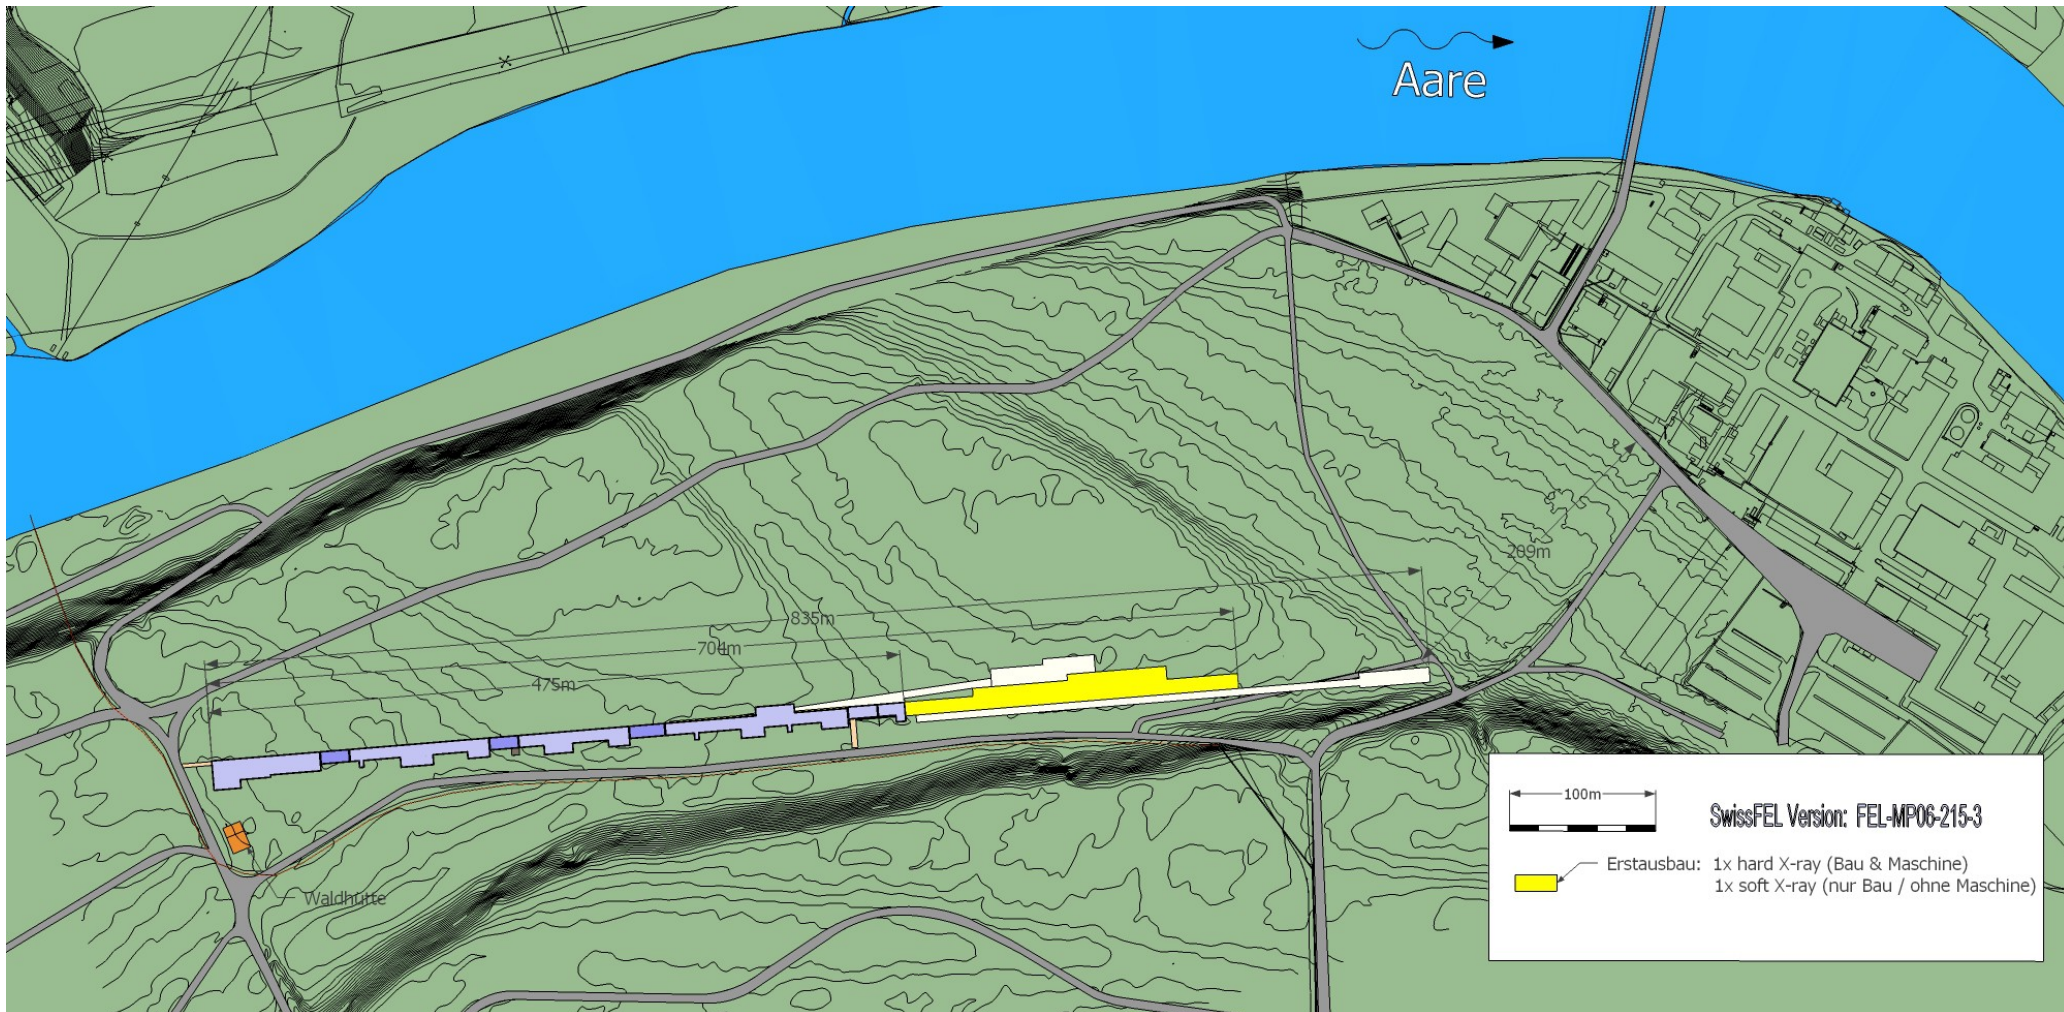 Aare
209m
835m
704m
475m
Waldhütte
100m
SwissFEL Version: FEL-MP06-215-3
Erstausbau: 1x hard X-ray (Bau & Maschine)
1x soft X-ray (nur Bau / ohne Maschine)